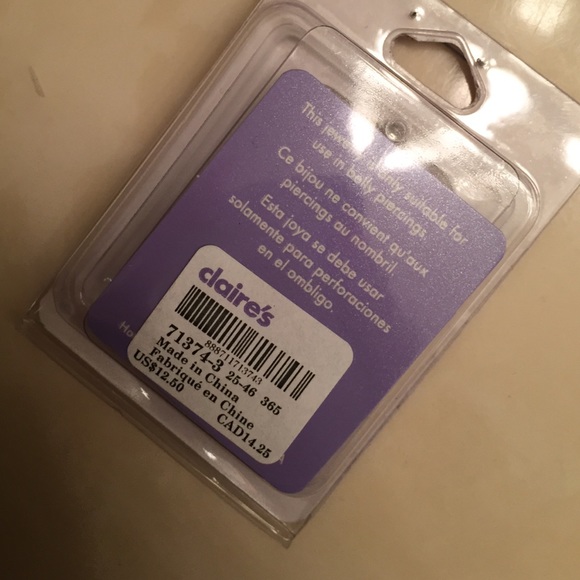 This jewelry is only suitable for
use in belly piercings.
Ce bijou ne convient qu'aux
piercings au nombril.
Esta joya se debe usar
solamente para perforaciones
en el ombligo.
claire's
888711713743
71374-3 25-46 365
Made in China
Fabriqué en Chine
US$12.50 CAD14.25